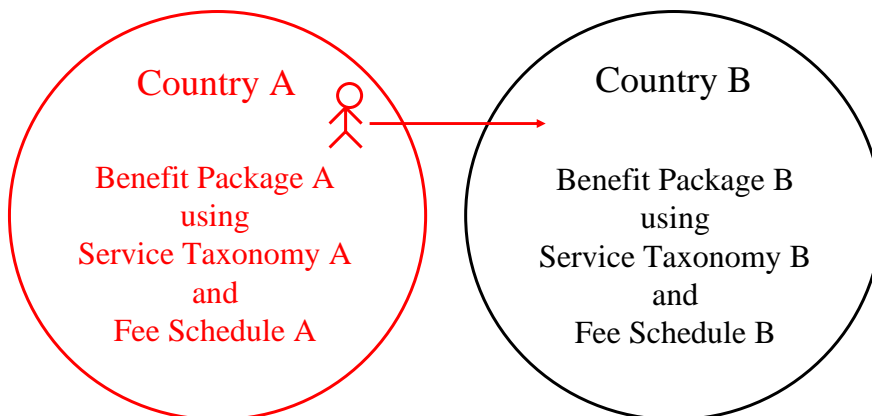 Country A
Benefit Package A
using
Service Taxonomy A
and
Fee Schedule A
Country B
Benefit Package B
using
Service Taxonomy B
and
Fee Schedule B